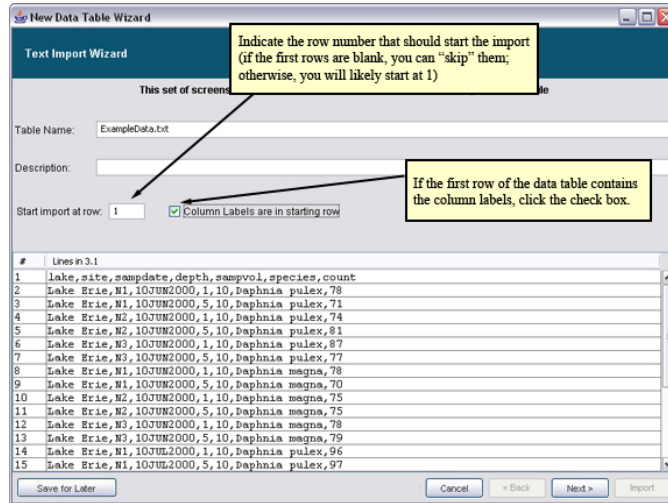 New Data Table Wizard
Text Import Wizard
Indicate the row number that should start the import
(if the first rows are blank, you can “skip” them;
otherwise, you will likely start at 1)
This set of screens
Table Name: ExampleData.txt
Description:
If the first row of the data table contains
the column labels, click the check box.
Start import at row: 1 Column Labels are in starting row
# Lines in 3.1
1 lake,site,sampdate,depth,sampvol,species,count
2 Lake Erie,N1,10JUN2000,1,10,Daphnia pulex,78
3 Lake Erie,N1,10JUN2000,5,10,Daphnia pulex,71
4 Lake Erie,N2,10JUN2000,1,10,Daphnia pulex,74
5 Lake Erie,N2,10JUN2000,5,10,Daphnia pulex,81
6 Lake Erie,N3,10JUN2000,1,10,Daphnia pulex,87
7 Lake Erie,N3,10JUN2000,5,10,Daphnia pulex,77
8 Lake Erie,N1,10JUN2000,1,10,Daphnia magna,78
9 Lake Erie,N1,10JUN2000,5,10,Daphnia magna,70
10 Lake Erie,N2,10JUN2000,1,10,Daphnia magna,75
11 Lake Erie,N2,10JUN2000,5,10,Daphnia magna,75
12 Lake Erie,N3,10JUN2000,1,10,Daphnia magna,78
13 Lake Erie,N3,10JUN2000,5,10,Daphnia magna,79
14 Lake Erie,N1,10JUL2000,1,10,Daphnia pulex,96
15 Lake Erie,N1,10JUL2000,5,10,Daphnia pulex,97
Save for Later Cancel < Back Next > Import